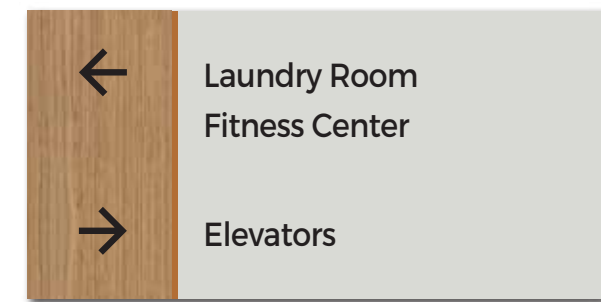 ← Laundry Room
Fitness Center
→ Elevators